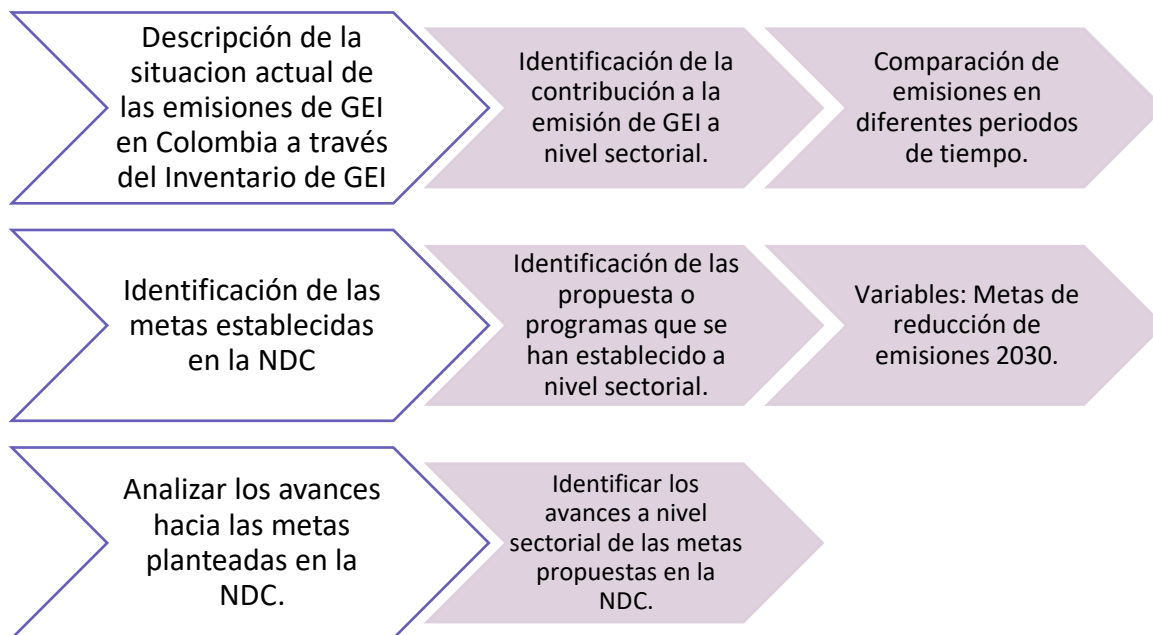 Descripción de la
situacion actual de
las emisiones de GEI
en Colombia a través
del Inventario de GEI
Identificación de la
contribución a la
emisión de GEI a
nivel sectorial.
Comparación de
emisiones en
diferentes periodos
de tiempo.
Identificación de las
metas establecidas
en la NDC
Identificación de las
propuesta o
programas que se
han establecido a
nivel sectorial.
Variables: Metas de
reducción de
emisiones 2030.
Analizar los avances
hacia las metas
planteadas en la
NDC.
Identificar los
avances a nivel
sectorial de las metas
propuestas en la
NDC.